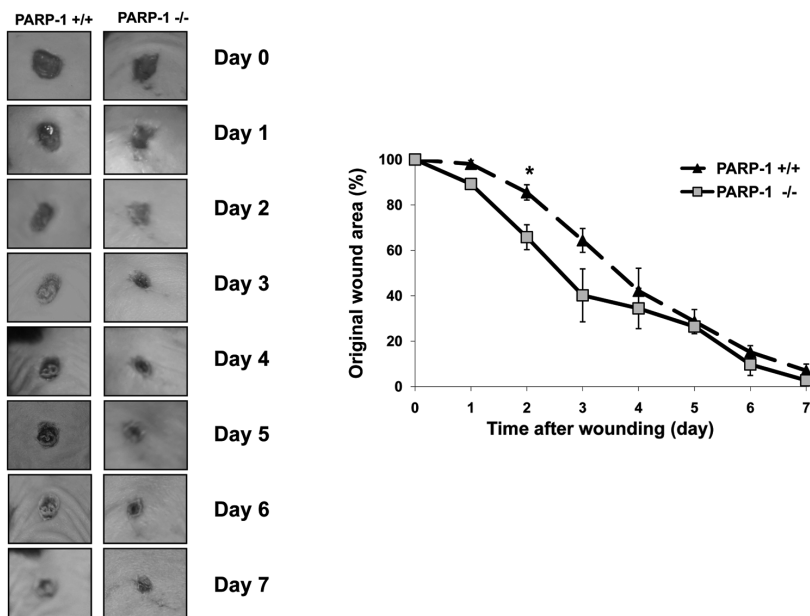 PARP-1 +/+ PARP-1 -/-
Day 0
Day 1
Day 2
Day 3
Day 4
Day 5
Day 6
Day 7
Original wound area (%)
100
80
60
40
20
0
*
PARP-1 +/+
PARP-1 -/-
0 1 2 3 4 5 6 7
Time after wounding (day)